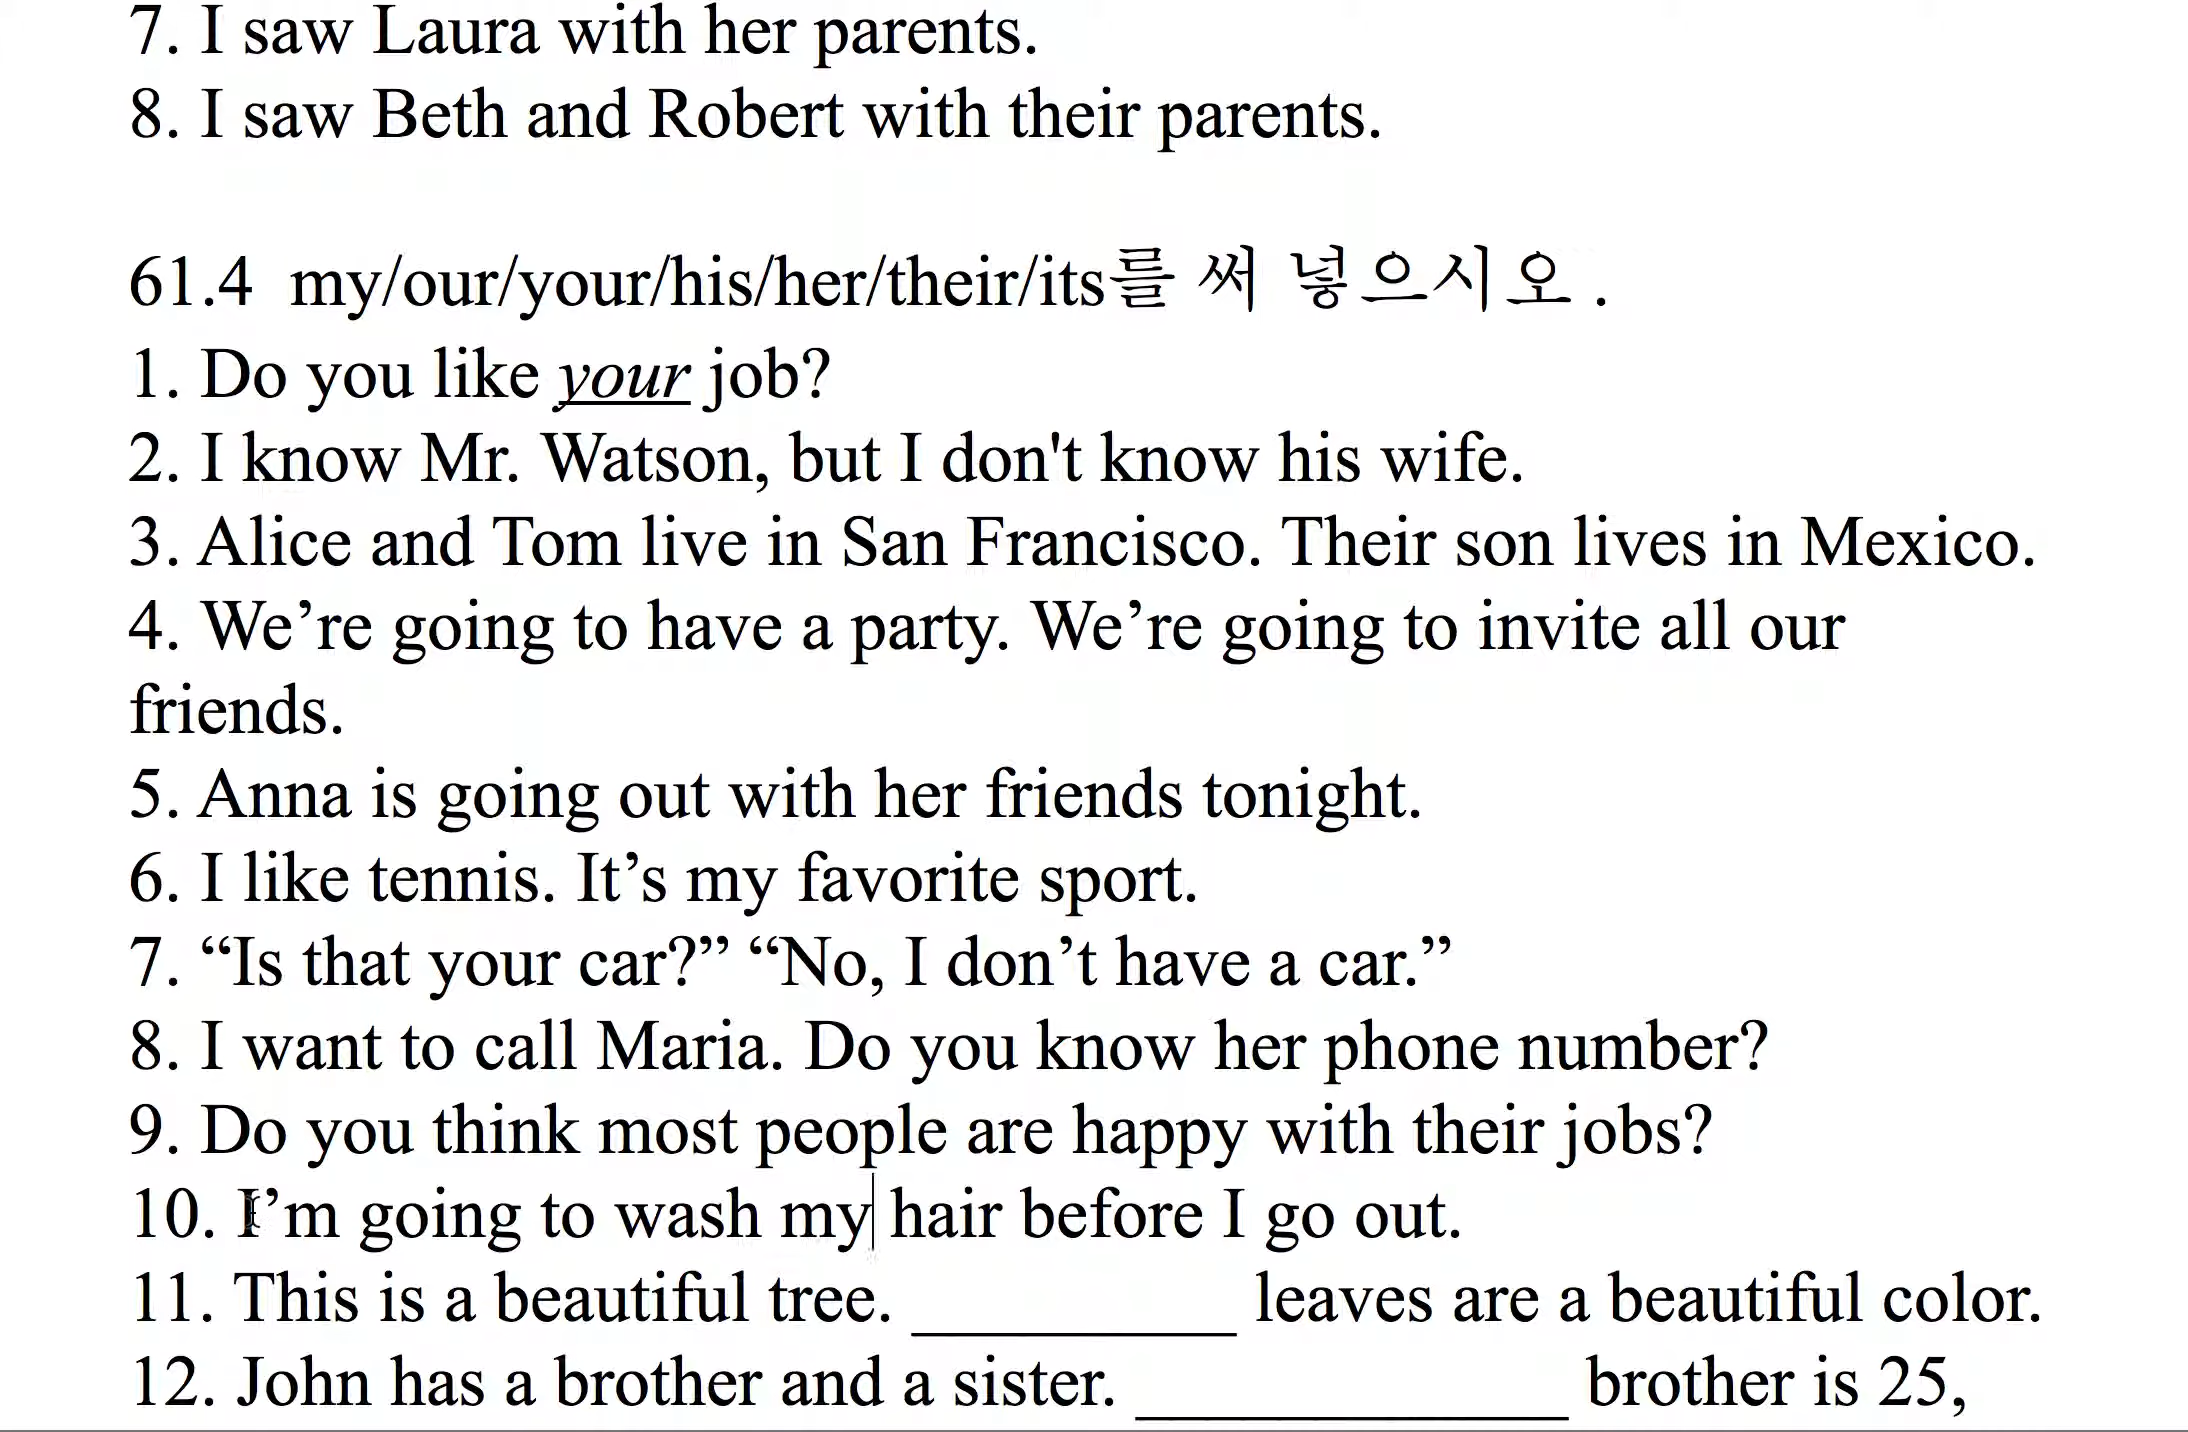 7. I saw Laura with her parents.
8. I saw Beth and Robert with their parents.
61.4 my/our/your/his/her/their/its를 써 넣으시오.
1. Do you like your job?
2. I know Mr. Watson, but I don't know his wife.
3. Alice and Tom live in San Francisco. Their son lives in Mexico.
4. We’re going to have a party. We’re going to invite all our
friends.
5. Anna is going out with her friends tonight.
6. I like tennis. It’s my favorite sport.
7. “Is that your car?” “No, I don’t have a car.”
8. I want to call Maria. Do you know her phone number?
9. Do you think most people are happy with their jobs?
10. I’m going to wash my hair before I go out.
11. This is a beautiful tree. __________ leaves are a beautiful color.
12. John has a brother and a sister. _____________ brother is 25,